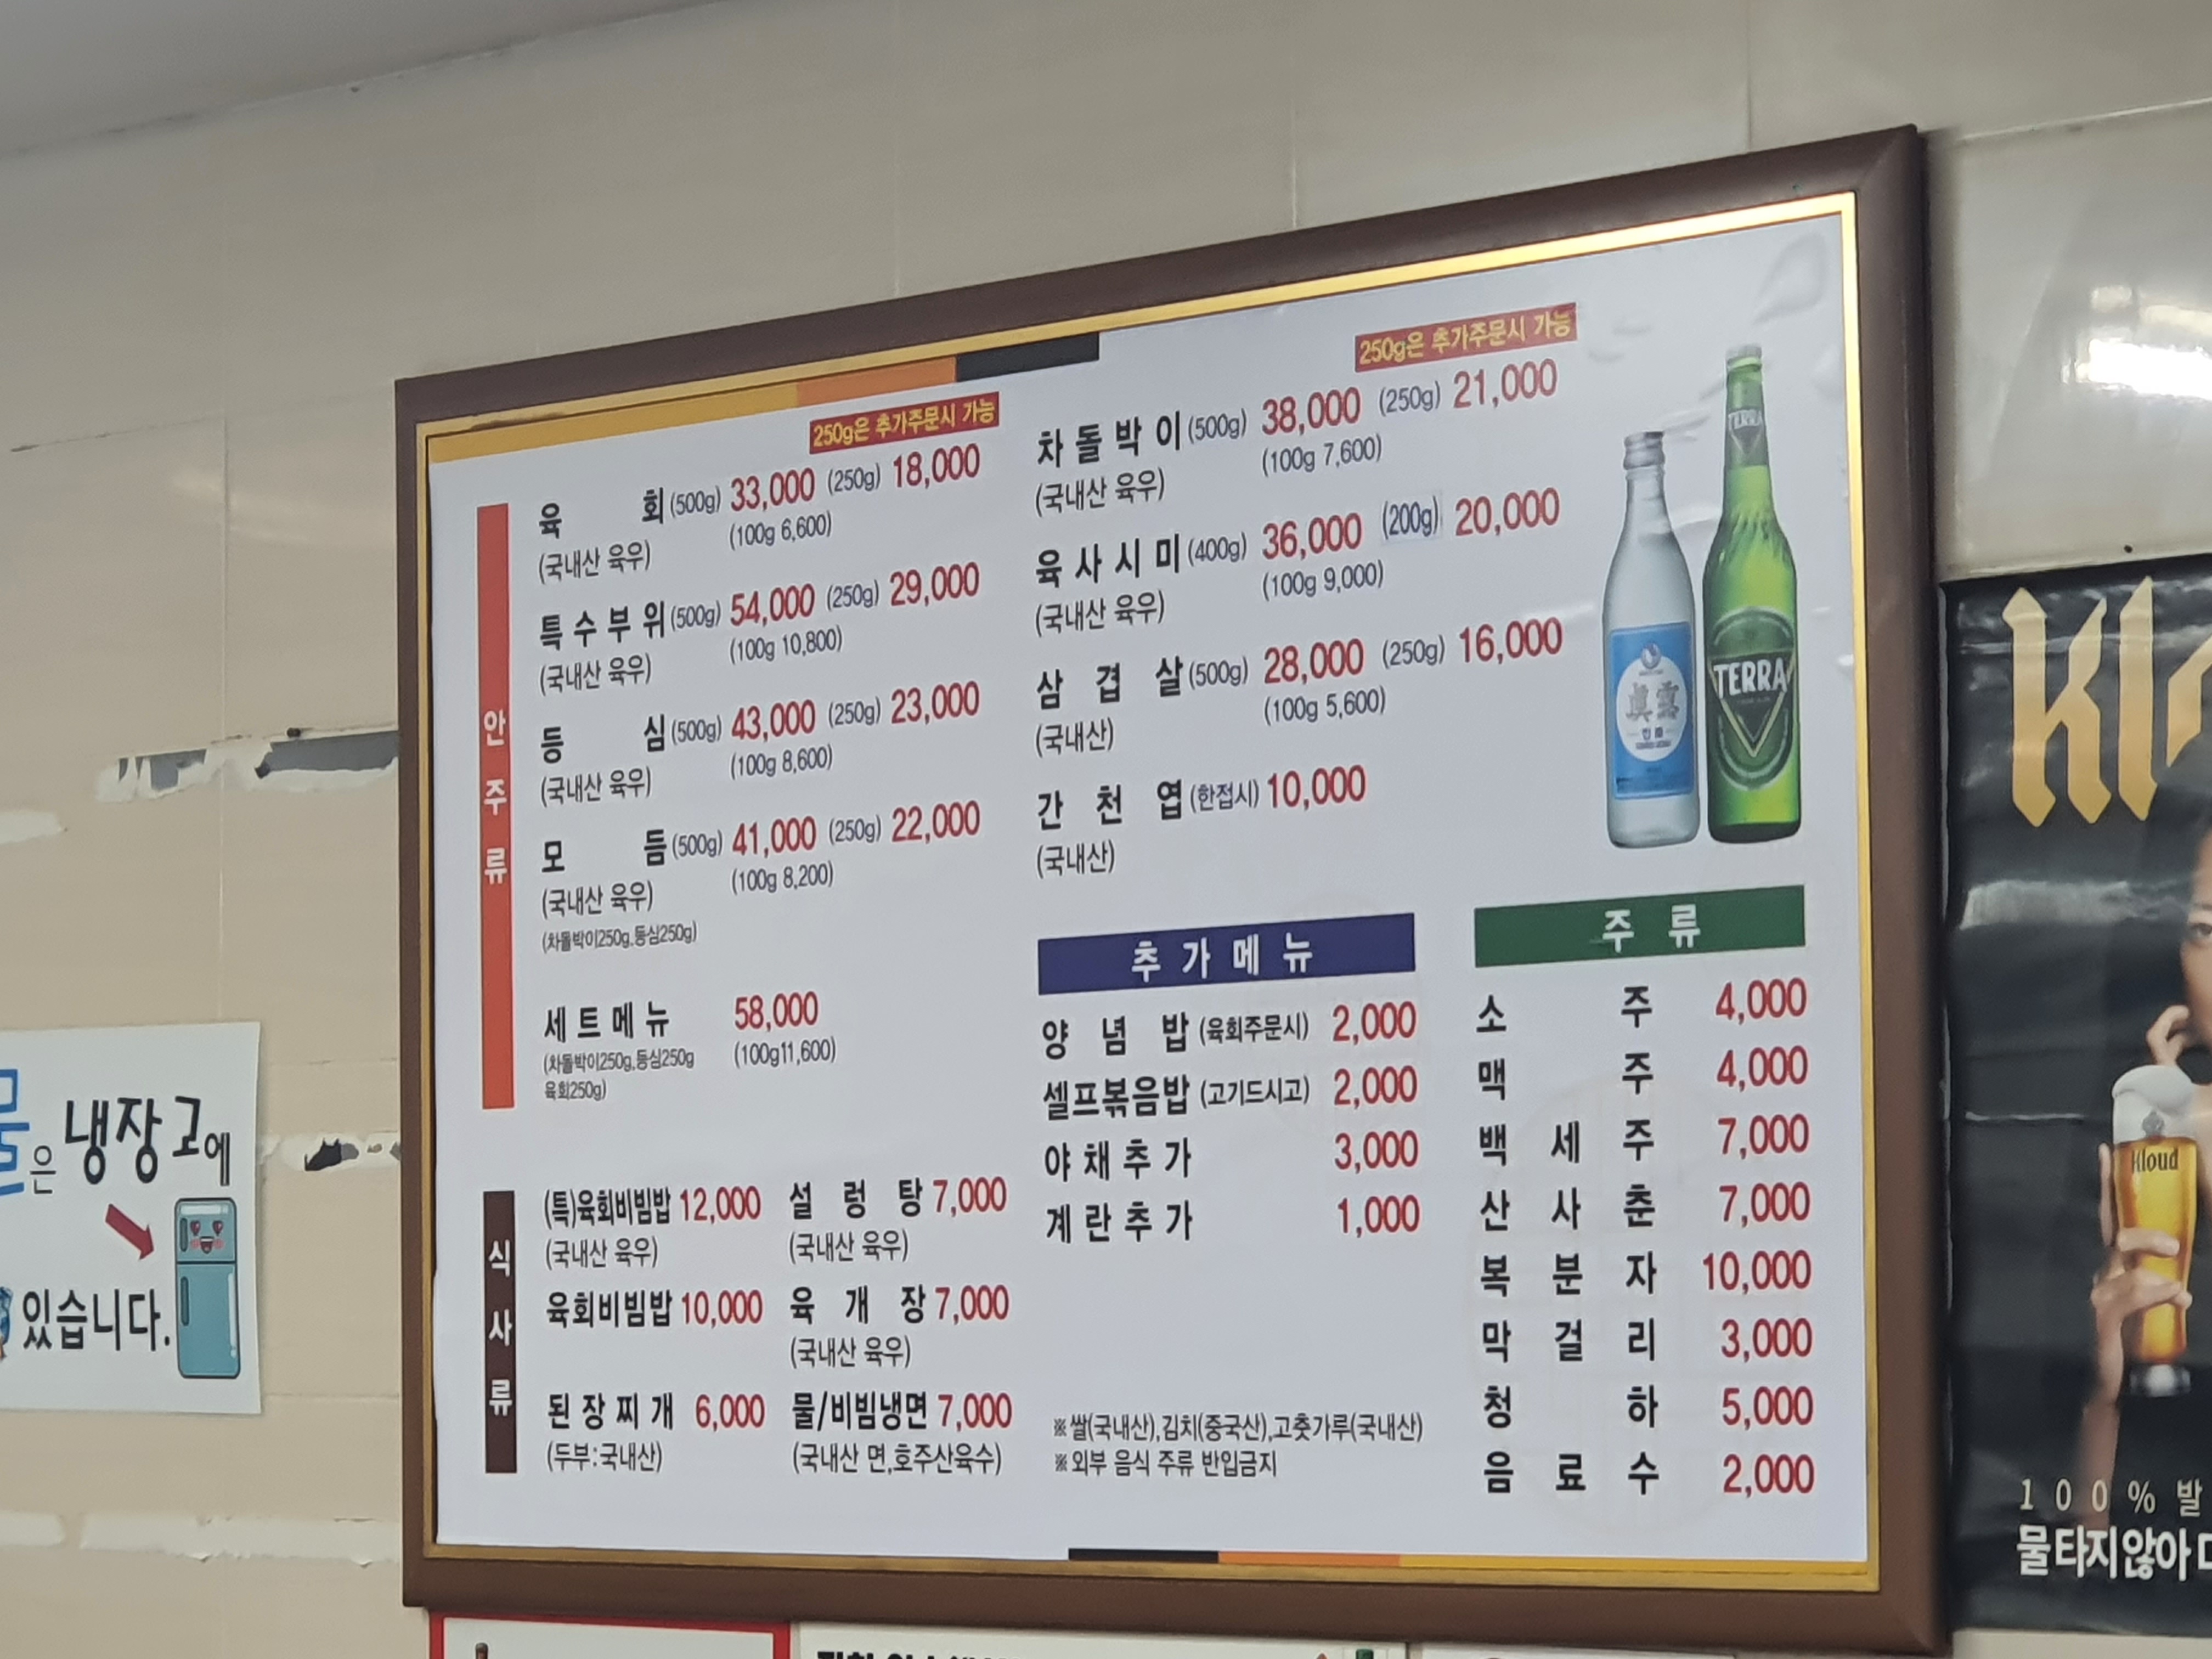 250g은 추가주문시 가능
안주류
육회 (500g) 33,000 (250g) 18,000
(국내산 육우) (100g 6,600)
특수부위 (500g) 54,000 (250g) 29,000
(국내산 육우) (100g 10,800)
등심 (500g) 43,000 (250g) 23,000
(국내산 육우) (100g 8,600)
모듬 (500g) 41,000 (250g) 22,000
(국내산 육우) (100g 8,200)
(차돌박이250g,등심250g)
세트메뉴 58,000
(차돌박이250g,등심250g (100g11,600)
육회250g)
250g은 추가주문시 가능
차돌박이 (500g) 38,000 (250g) 21,000
(국내산 육우) (100g 7,600)
육사시미 (400g) 36,000 (200g) 20,000
(국내산 육우) (100g 9,000)
삼겹살 (500g) 28,000 (250g) 16,000
(국내산) (100g 5,600)
간천엽 (한접시) 10,000
(국내산)
TERRA
TERRA
식사류
(특)육회비빔밥 12,000 설렁탕 7,000
(국내산 육우) (국내산 육우)
육회비빔밥 10,000 육개장 7,000
(국내산 육우)
된장찌개 6,000 물/비빔냉면 7,000
(두부:국내산) (국내산 면,호주산육수)
추가메뉴
양념밥 (육회주문시) 2,000
셀프볶음밥 (고기드시고) 2,000
야채추가 3,000
계란추가 1,000
※쌀(국내산),김치(중국산),고춧가루(국내산)
※외부 음식 주류 반입금지
주류
소주 4,000
맥주 4,000
백세주 7,000
산사춘 7,000
복분자 10,000
막걸리 3,000
청하 5,000
음료수 2,000
물은 냉장고에
있습니다.
Kloud
100% 발
물타지않아